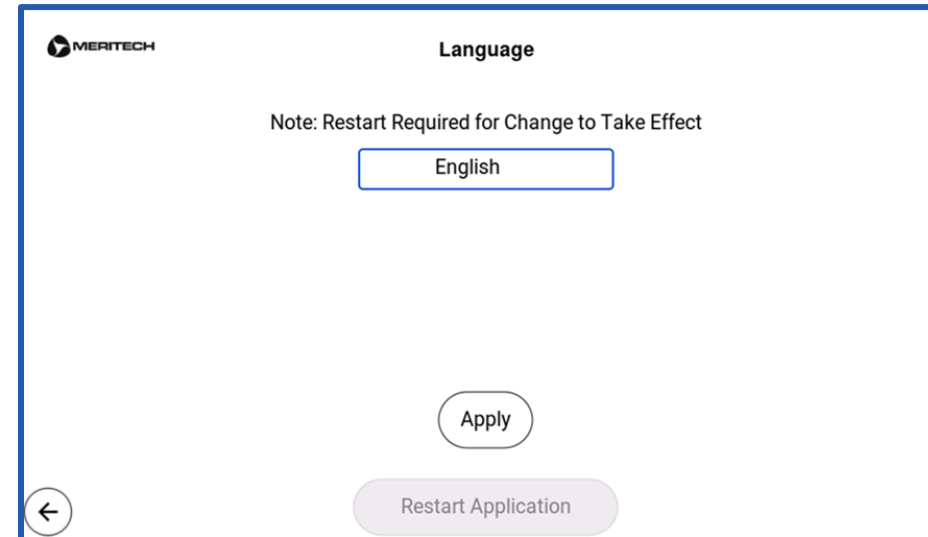 MERITECH
Language
Note: Restart Required for Change to Take Effect
English
Apply
Restart Application